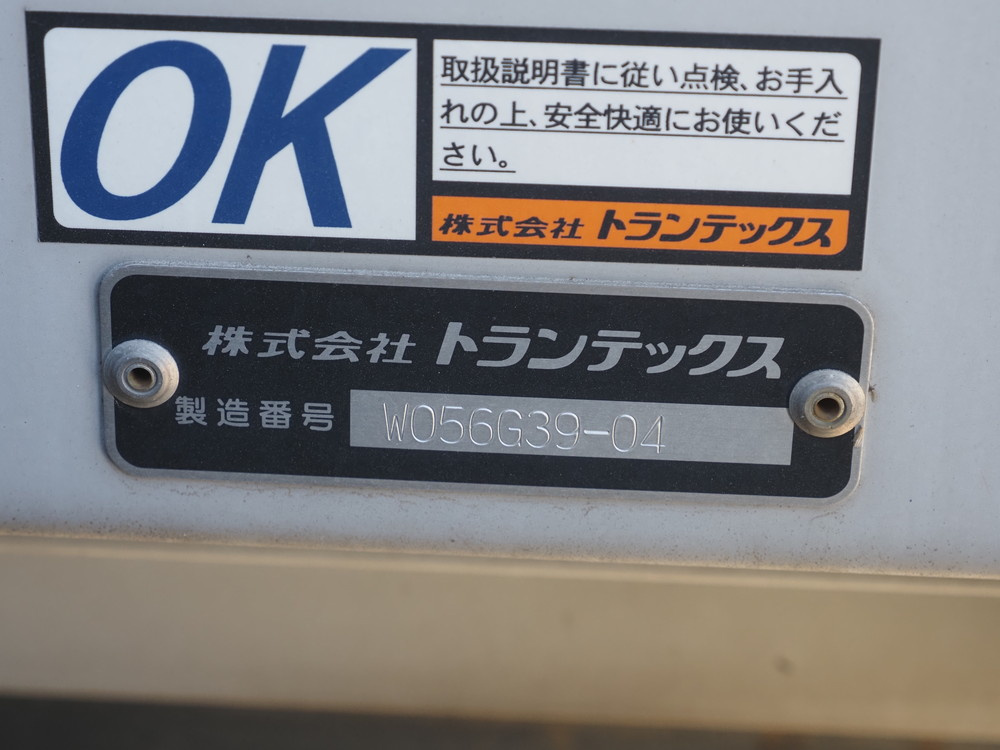 OK
取扱説明書に従い点検、お手入
れの上、安全快適にお使いくだ
さい。
株式会社 トランテックス
株式会社 トランテックス
製造番号 W056G39-04